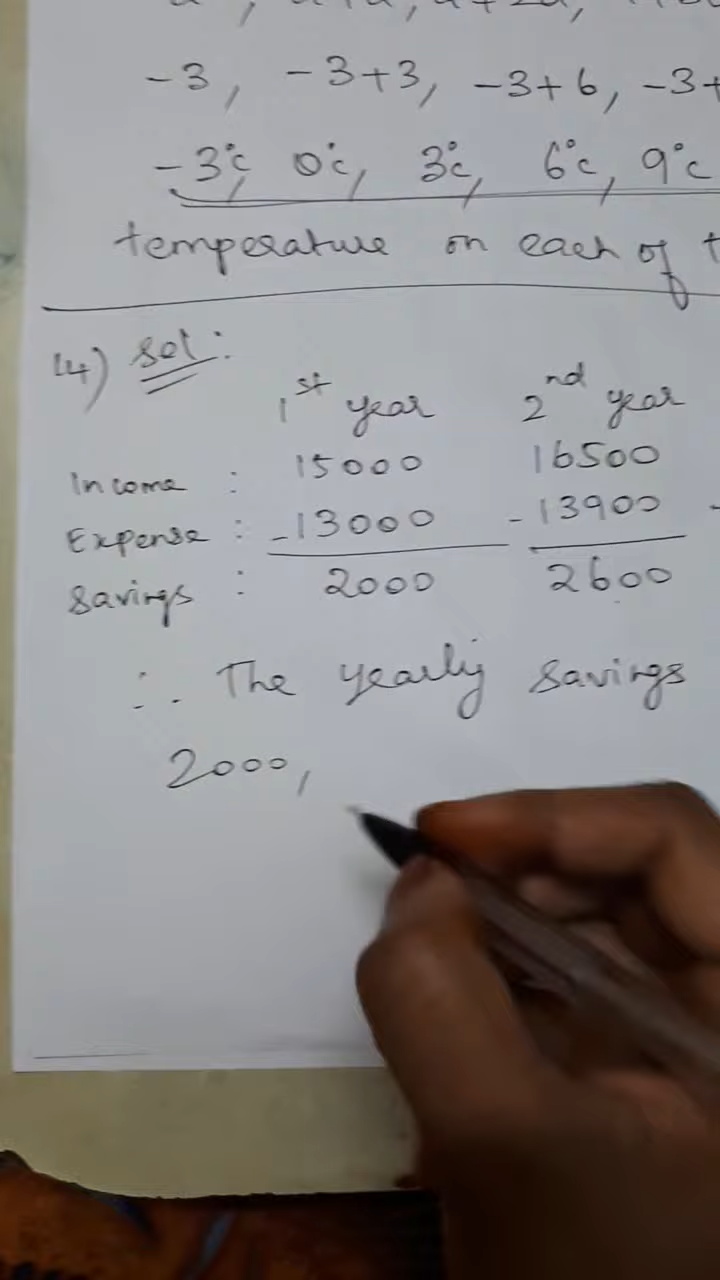 -3, -3+3, -3+6, -3+
-3°c, 0°c, 3°c, 6°c, 9°c
temperature on each of t
14) Sol:
1st year 2nd year
Income : 15000 16500
Expense : -13000 -13900
Savings : 2000 2600
∴ The yearly savings
2000,